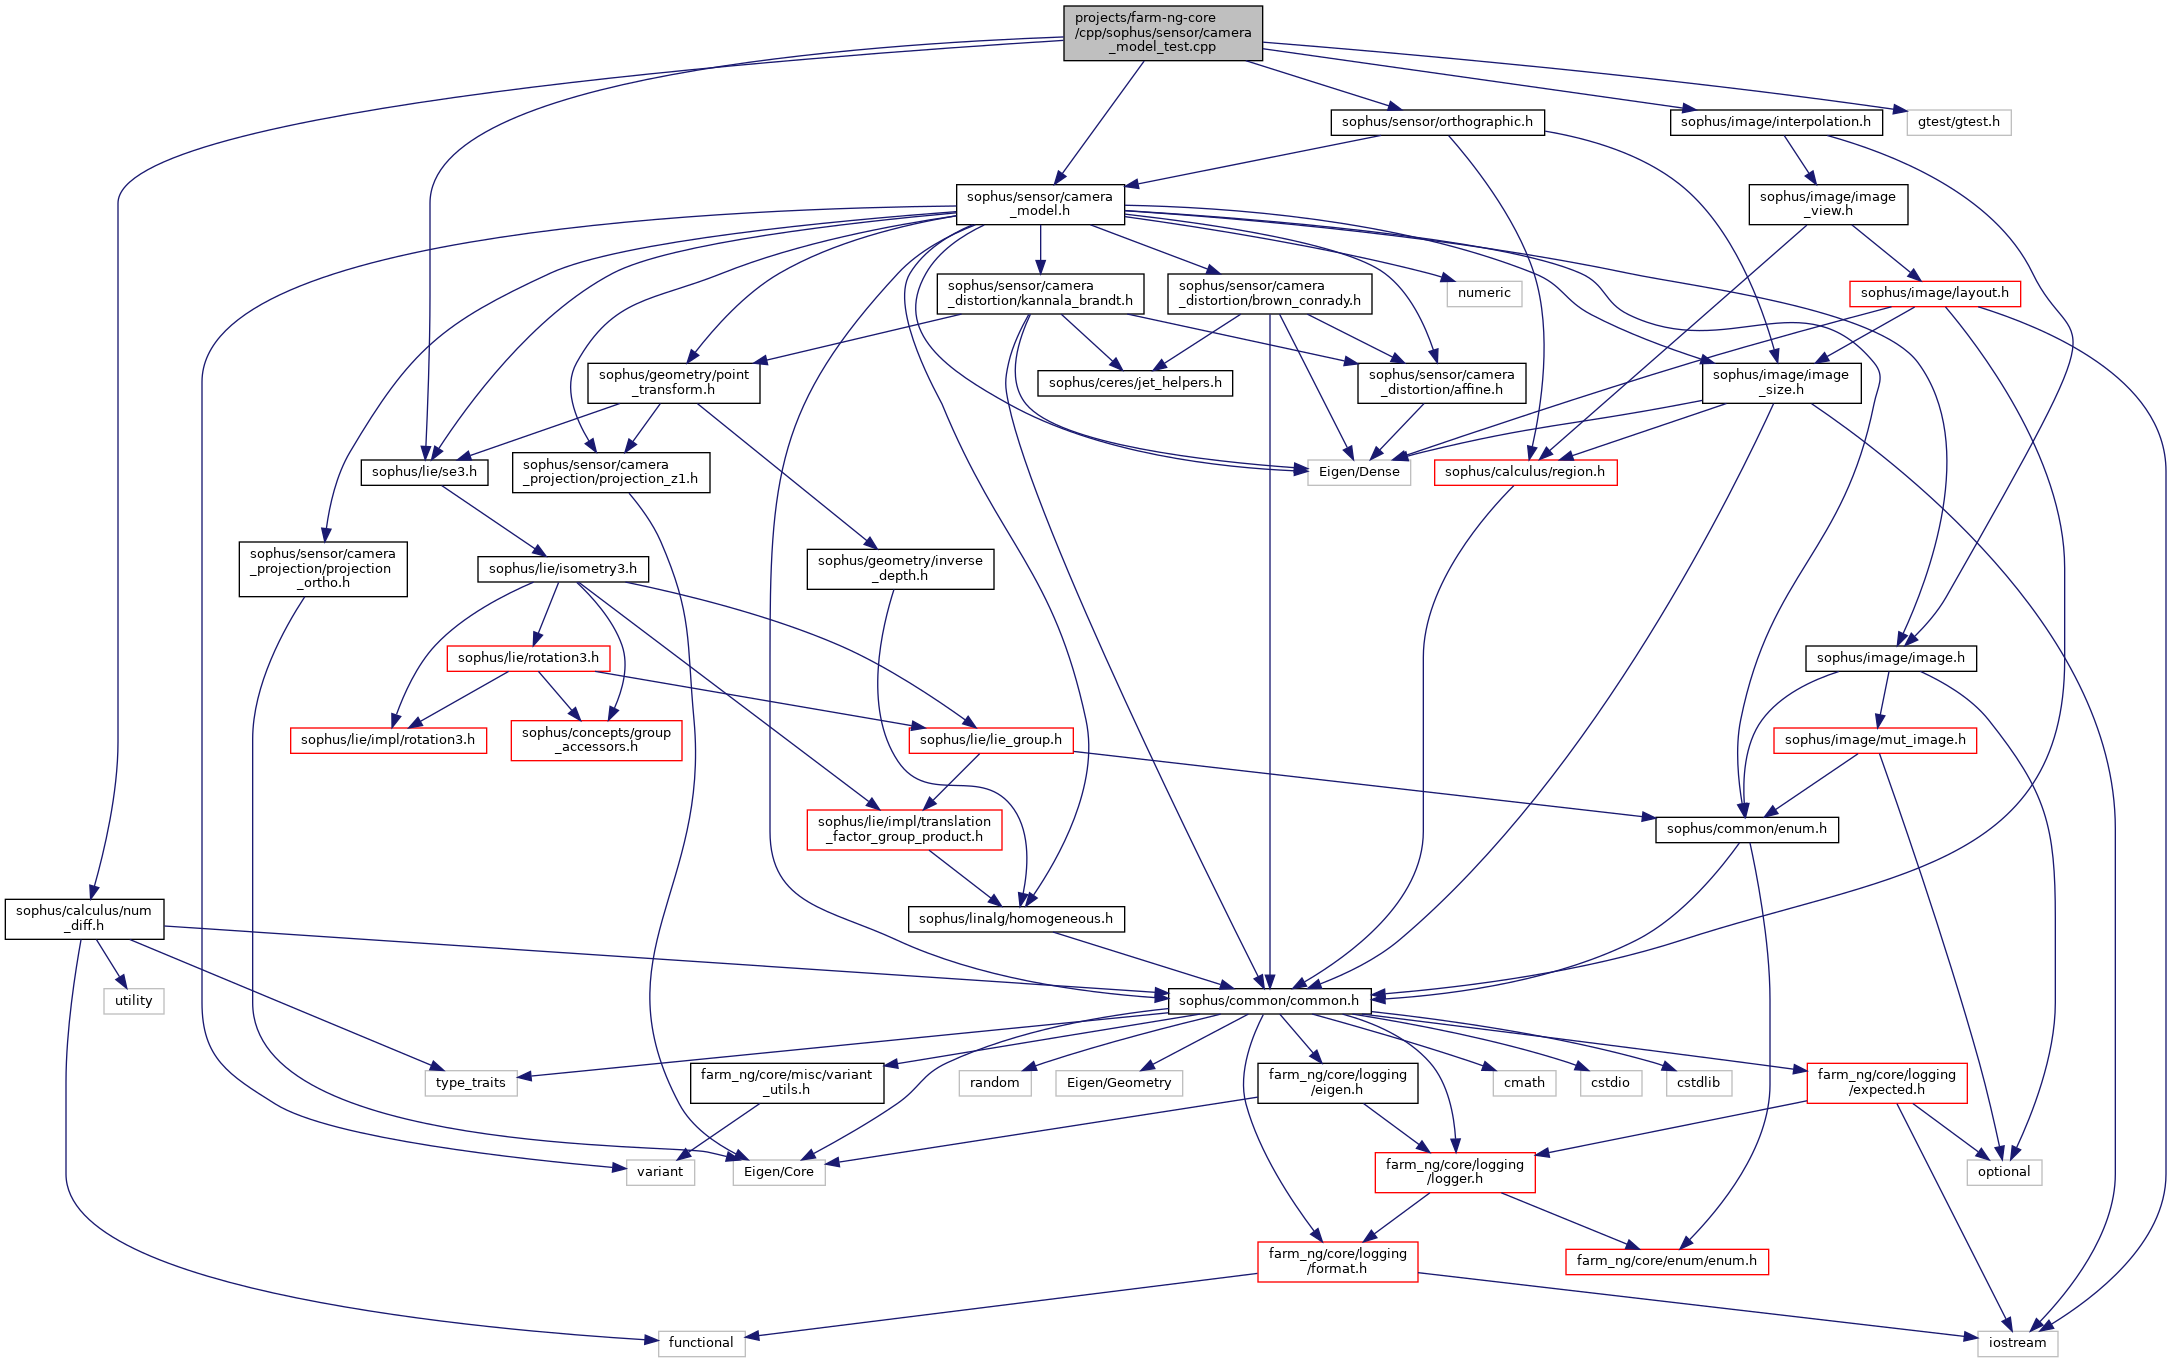 projects/farm-ng-core
/cpp/sophus/sensor/camera
_model_test.cpp
sophus/sensor/orthographic.h
sophus/image/interpolation.h
gtest/gtest.h
sophus/sensor/camera
_model.h
sophus/image/image
_view.h
sophus/sensor/camera
_distortion/kannala_brandt.h
sophus/sensor/camera
_distortion/brown_conrady.h
numeric
sophus/image/layout.h
sophus/geometry/point
_transform.h
sophus/ceres/jet_helpers.h
sophus/sensor/camera
_distortion/affine.h
sophus/image/image
_size.h
sophus/lie/se3.h
sophus/sensor/camera
_projection/projection_z1.h
Eigen/Dense
sophus/calculus/region.h
sophus/sensor/camera
_projection/projection
_ortho.h
sophus/lie/isometry3.h
sophus/geometry/inverse
_depth.h
sophus/lie/rotation3.h
sophus/image/image.h
sophus/lie/impl/rotation3.h
sophus/concepts/group
_accessors.h
sophus/lie/lie_group.h
sophus/image/mut_image.h
sophus/lie/impl/translation
_factor_group_product.h
sophus/common/enum.h
sophus/calculus/num
_diff.h
sophus/linalg/homogeneous.h
utility
sophus/common/common.h
type_traits
farm_ng/core/misc/variant
_utils.h
random
Eigen/Geometry
farm_ng/core/logging
/eigen.h
cmath
cstdio
cstdlib
farm_ng/core/logging
/expected.h
variant
Eigen/Core
farm_ng/core/logging
/logger.h
optional
farm_ng/core/logging
/format.h
farm_ng/core/enum/enum.h
functional
iostream